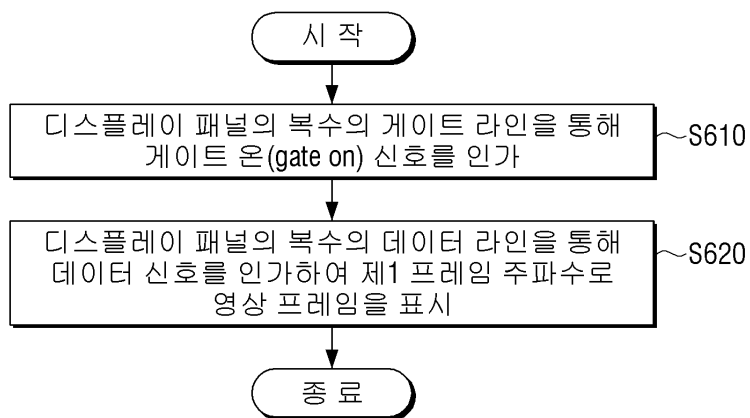 시 작
디스플레이 패널의 복수의 게이트 라인을 통해
게이트 온(gate on) 신호를 인가
S610
디스플레이 패널의 복수의 데이터 라인을 통해
데이터 신호를 인가하여 제1 프레임 주파수로
영상 프레임을 표시
S620
종 료